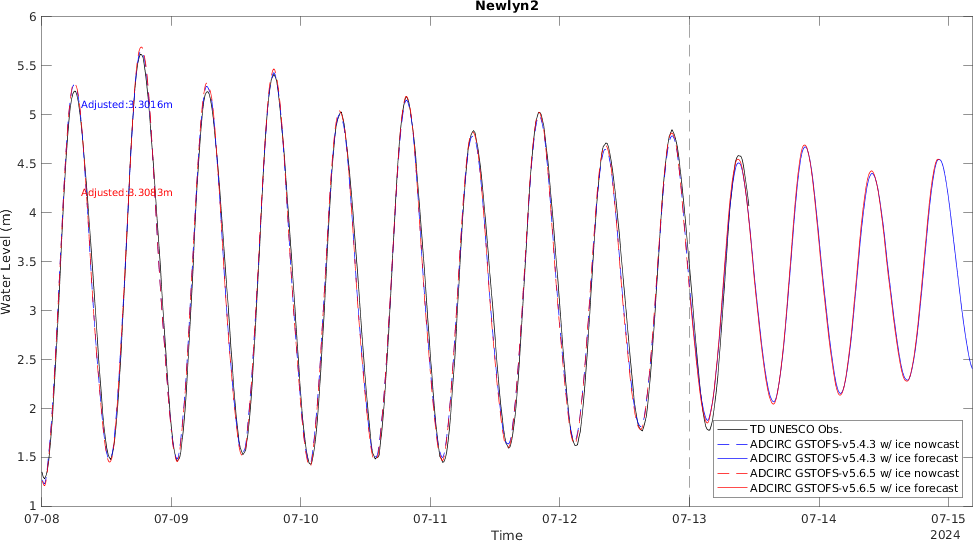 Newlyn2
6
5.5
5
4.5
4
3.5
3
2.5
2
1.5
1
Water Level (m)
Adjusted:3.3016m
Adjusted:3.3083m
TD UNESCO Obs.
ADCIRC GSTOFS-v5.4.3 w/ ice nowcast
ADCIRC GSTOFS-v5.4.3 w/ ice forecast
ADCIRC GSTOFS-v5.6.5 w/ ice nowcast
ADCIRC GSTOFS-v5.6.5 w/ ice forecast
07-08
07-09
07-10
07-11
07-12
07-13
07-14
07-15
Time
2024